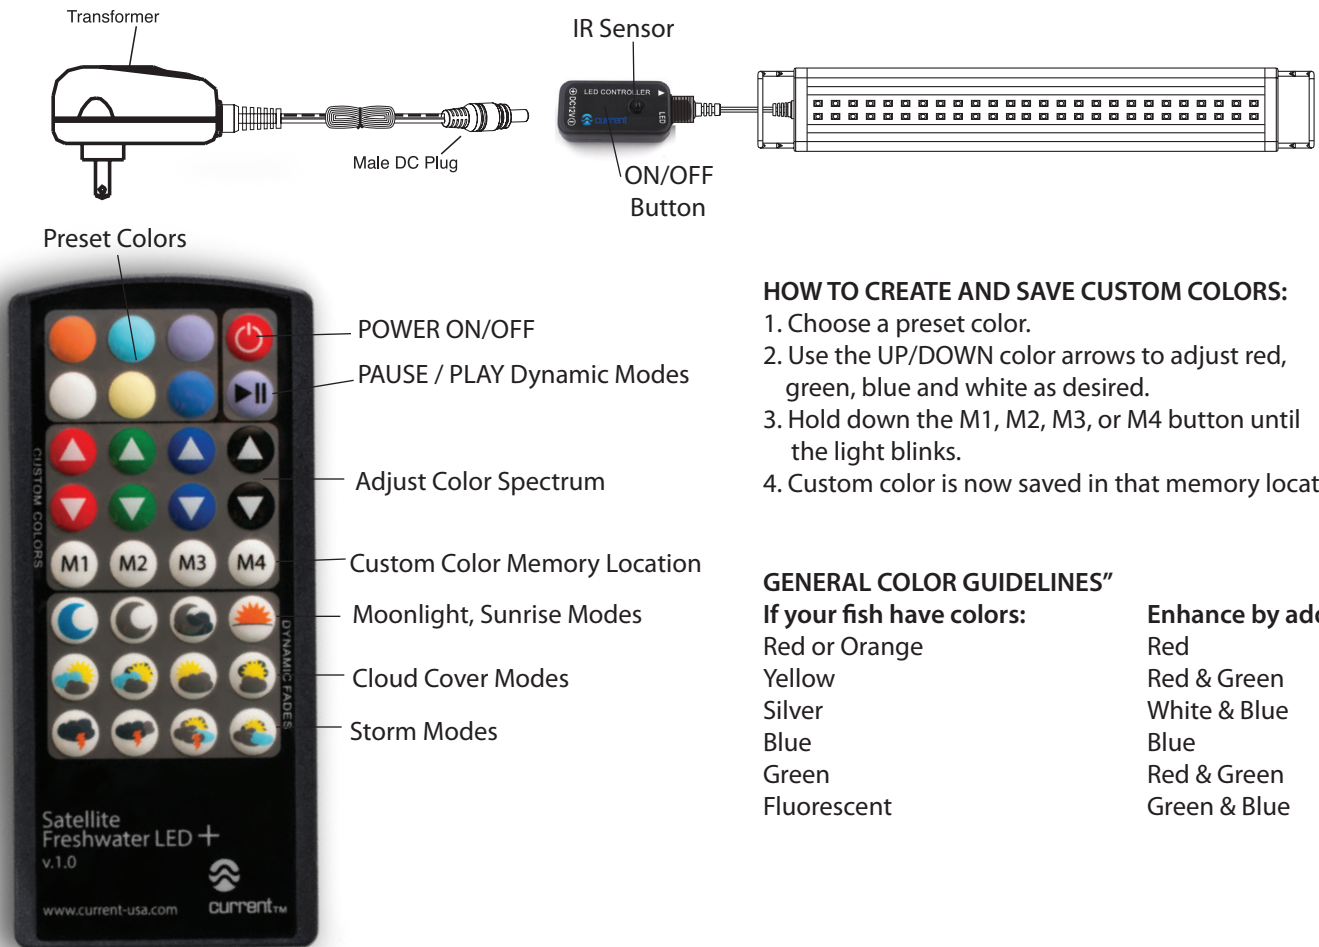 Transformer
IR Sensor
LED CONTROLLER
DC12V
LED
current
Male DC Plug
ON/OFF
Button
Preset Colors
POWER ON/OFF
PAUSE / PLAY Dynamic Modes
Adjust Color Spectrum
CUSTOM COLORS
M1 M2 M3 M4
Custom Color Memory Location
Moonlight, Sunrise Modes
DYNAMIC FADES
Cloud Cover Modes
Storm Modes
Satellite
Freshwater LED +
v.1.0
www.current-usa.com
current™
HOW TO CREATE AND SAVE CUSTOM COLORS:
1. Choose a preset color.
2. Use the UP/DOWN color arrows to adjust red,
green, blue and white as desired.
3. Hold down the M1, M2, M3, or M4 button until
the light blinks.
4. Custom color is now saved in that memory locat
GENERAL COLOR GUIDELINES”
If your fish have colors: Enhance by add
Red or Orange Red
Yellow Red & Green
Silver White & Blue
Blue Blue
Green Red & Green
Fluorescent Green & Blue